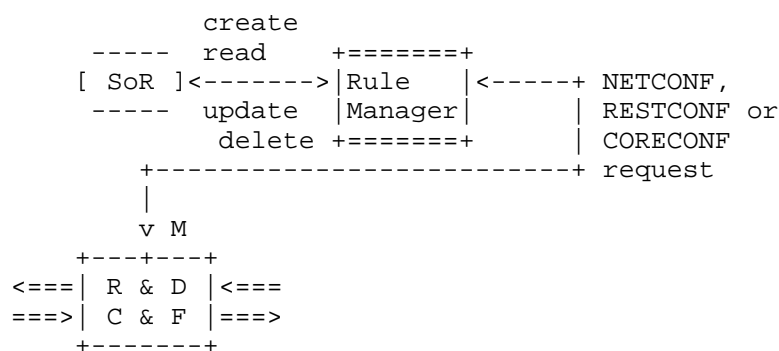 create
----- read +=======+
[ SoR ]<------->|Rule |<-----+ NETCONF,
----- update |Manager| | RESTCONF or
delete +=======+ | CORECONF
+-------------------------+ request
|
v M
+---+---+
<===| R & D |<===
===>| C & F |===>
+-------+